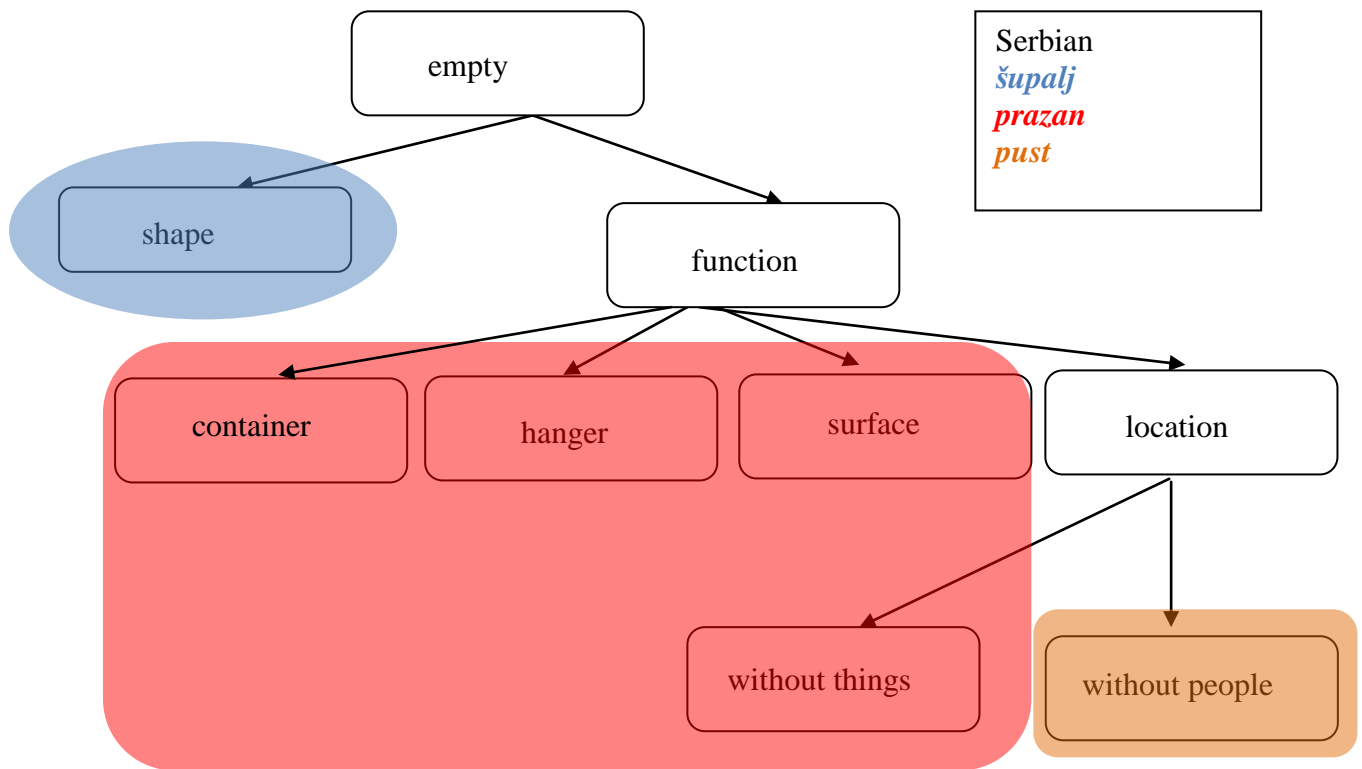 empty
Serbian
šupalj
prazan
pust
shape
function
container
hanger
surface
location
without things
without people